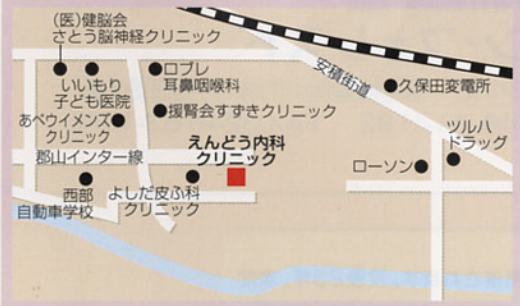 (医)健脳会
さとう脳神経クリニック
いいもり
子ども医院
ロブレ
耳鼻咽喉科
安積街道
久保田変電所
あべウイメンズ
クリニック
援腎会すずきクリニック
ツルハ
ドラッグ
郡山インター線
えんどう内科
クリニック
ローソン
西部
自動車学校
よしだ皮ふ科
クリニック